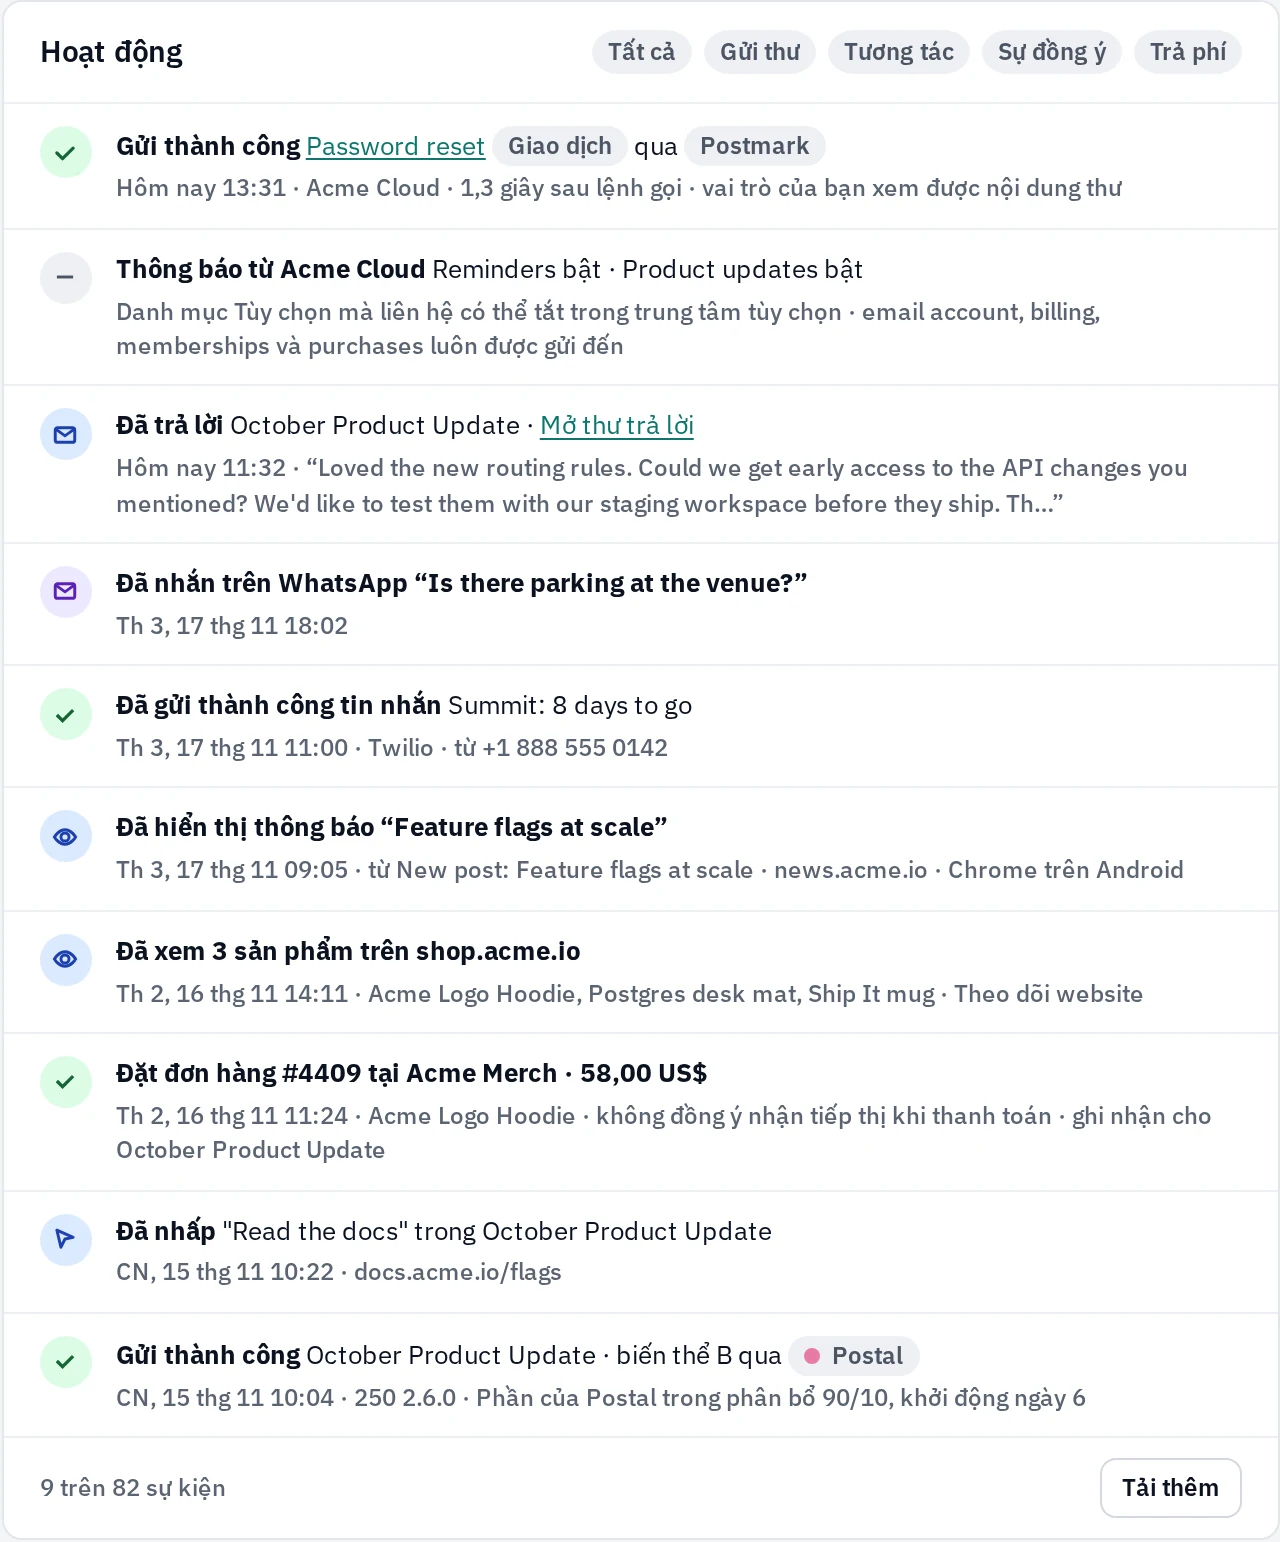 Hoạt động
Tất cả
Gửi thư
Tương tác
Sự đồng ý
Trả phí
Gửi thành công Password reset Giao dịch qua Postmark
Hôm nay 13:31 · Acme Cloud · 1,3 giây sau lệnh gọi · vai trò của bạn xem được nội dung thư
Thông báo từ Acme Cloud Reminders bật · Product updates bật
Danh mục Tùy chọn mà liên hệ có thể tắt trong trung tâm tùy chọn · email account, billing,
memberships và purchases luôn được gửi đến
Đã trả lời October Product Update · Mở thư trả lời
Hôm nay 11:32 · “Loved the new routing rules. Could we get early access to the API changes you
mentioned? We'd like to test them with our staging workspace before they ship. Th…”
Đã nhắn trên WhatsApp “Is there parking at the venue?”
Th 3, 17 thg 11 18:02
Đã gửi thành công tin nhắn Summit: 8 days to go
Th 3, 17 thg 11 11:00 · Twilio · từ +1 888 555 0142
Đã hiển thị thông báo “Feature flags at scale”
Th 3, 17 thg 11 09:05 · từ New post: Feature flags at scale · news.acme.io · Chrome trên Android
Đã xem 3 sản phẩm trên shop.acme.io
Th 2, 16 thg 11 14:11 · Acme Logo Hoodie, Postgres desk mat, Ship It mug · Theo dõi website
Đặt đơn hàng #4409 tại Acme Merch · 58,00 US$
Th 2, 16 thg 11 11:24 · Acme Logo Hoodie · không đồng ý nhận tiếp thị khi thanh toán · ghi nhận cho
October Product Update
Đã nhấp "Read the docs" trong October Product Update
CN, 15 thg 11 10:22 · docs.acme.io/flags
Gửi thành công October Product Update · biến thể B qua Postal
CN, 15 thg 11 10:04 · 250 2.6.0 · Phần của Postal trong phân bổ 90/10, khởi động ngày 6
9 trên 82 sự kiện
Tải thêm